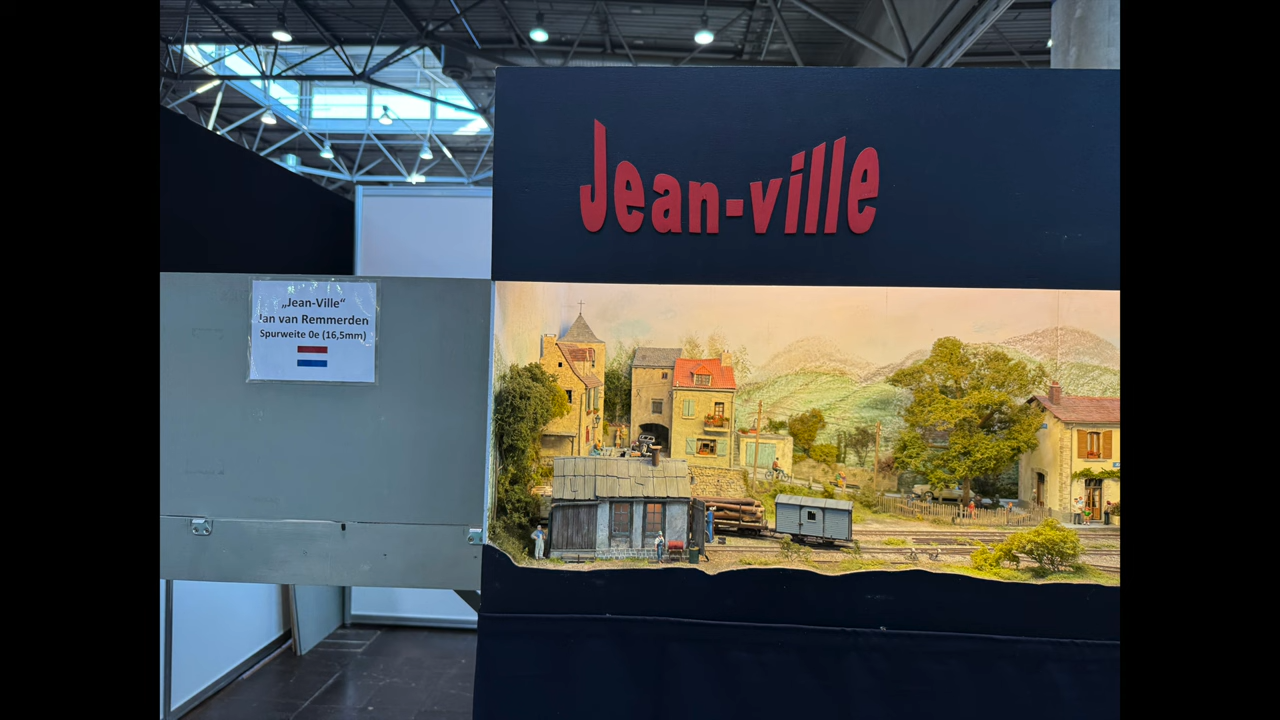 Jean-ville
„Jean-Ville“
Jan van Remmerden
Spurweite 0e (16,5mm)